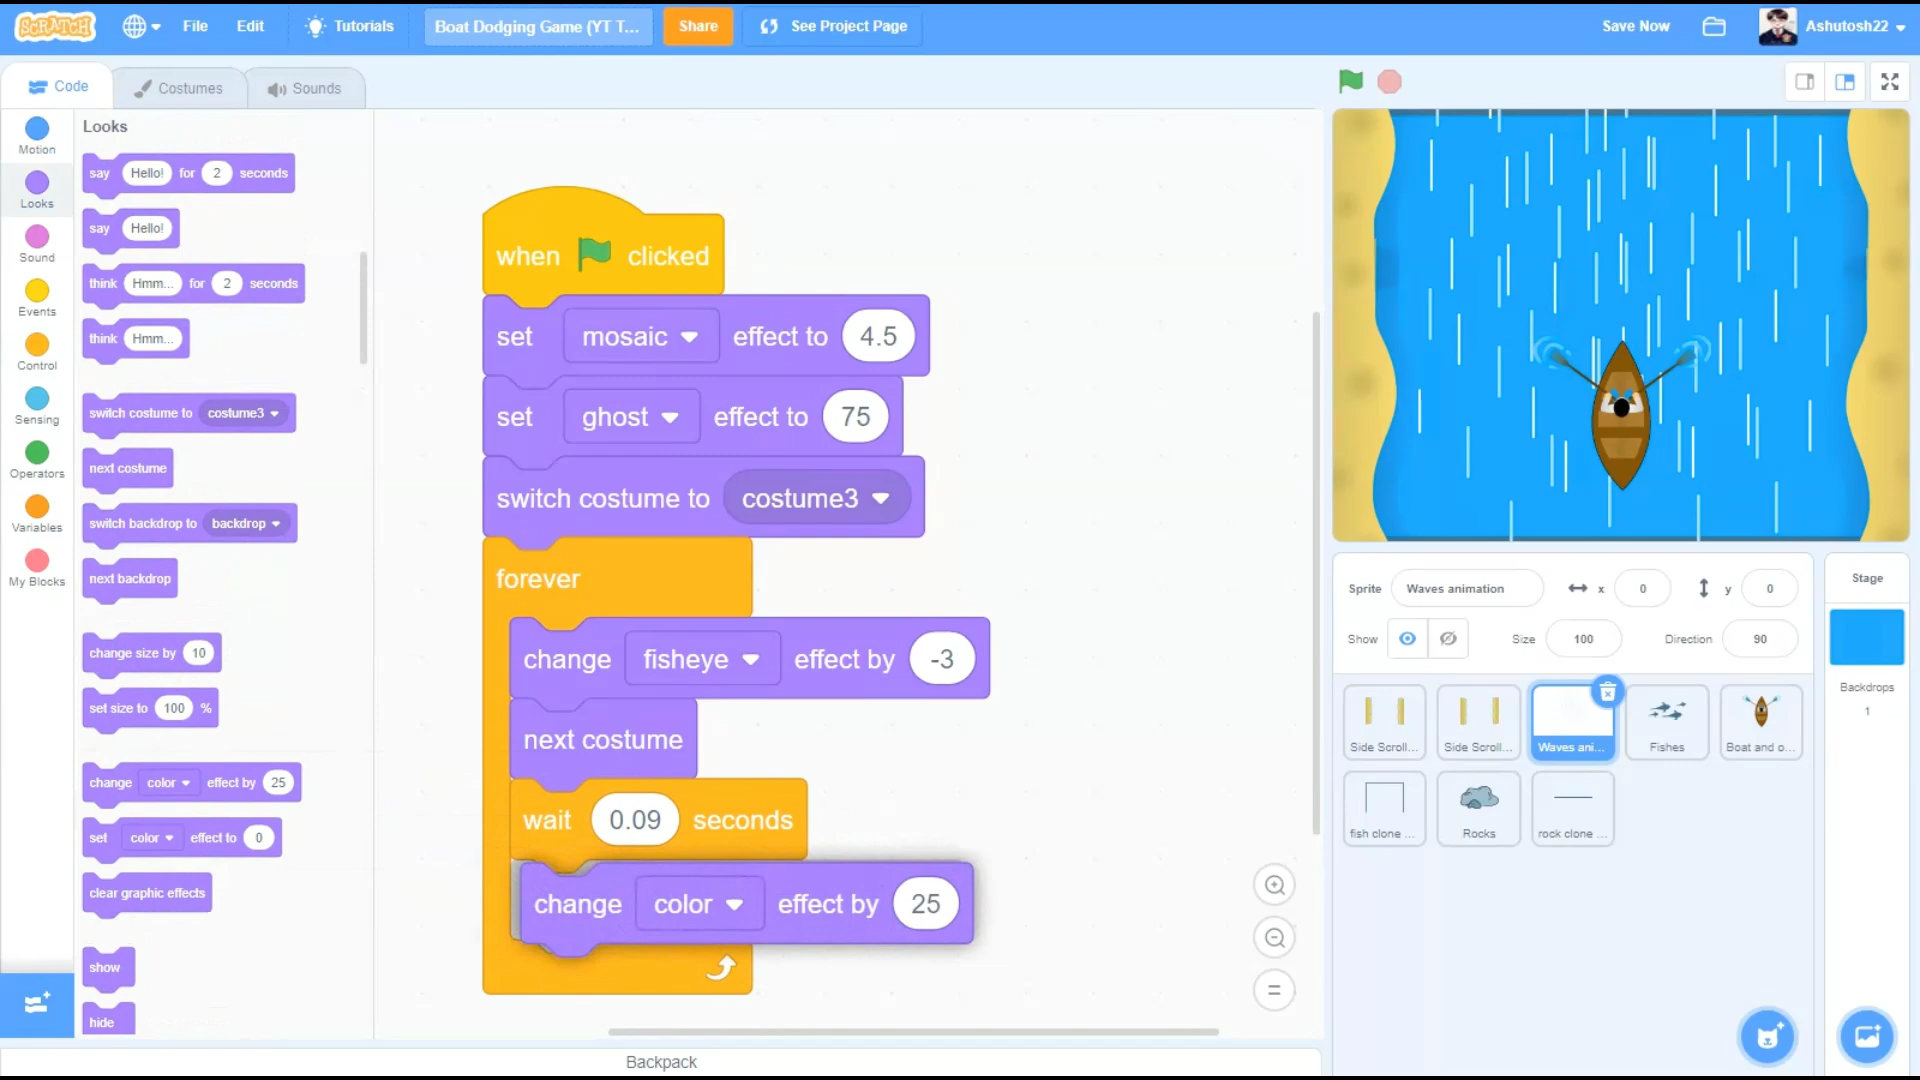 SCRATCH File Edit Tutorials Boat Dodging Game (YT T... Share See Project Page Save Now Ashutosh22
Code Costumes Sounds
Motion
Looks
Sound
Events
Control
Sensing
Operators
Variables
My Blocks
Looks
say Hello! for 2 seconds
say Hello!
think Hmm... for 2 seconds
think Hmm...
switch costume to costume3
next costume
switch backdrop to backdrop
next backdrop
change size by 10
set size to 100 %
change color effect by 25
set color effect to 0
clear graphic effects
show
hide
when clicked
set mosaic effect to 4.5
set ghost effect to 75
switch costume to costume3
forever
change fisheye effect by -3
next costume
wait 0.09 seconds
change color effect by 25
Backpack
Sprite Waves animation x 0 y 0
Show Size 100 Direction 90
Side Scroll... Side Scroll... Waves ani... Fishes Boat and o...
fish clone ... Rocks rock clone ...
Stage
Backdrops
1